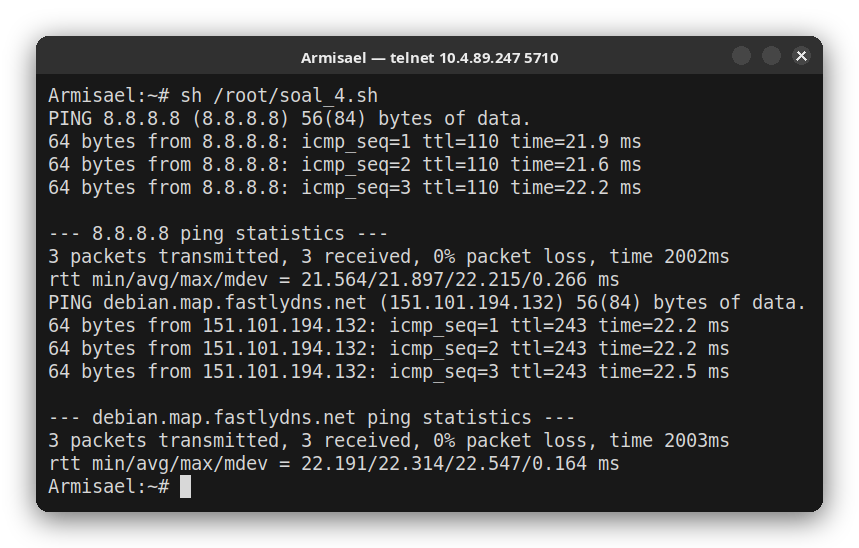 Armisael — telnet 10.4.89.247 5710
Armisael:~# sh /root/soal_4.sh
PING 8.8.8.8 (8.8.8.8) 56(84) bytes of data.
64 bytes from 8.8.8.8: icmp_seq=1 ttl=110 time=21.9 ms
64 bytes from 8.8.8.8: icmp_seq=2 ttl=110 time=21.6 ms
64 bytes from 8.8.8.8: icmp_seq=3 ttl=110 time=22.2 ms

--- 8.8.8.8 ping statistics ---
3 packets transmitted, 3 received, 0% packet loss, time 2002ms
rtt min/avg/max/mdev = 21.564/21.897/22.215/0.266 ms
PING debian.map.fastlydns.net (151.101.194.132) 56(84) bytes of data.
64 bytes from 151.101.194.132: icmp_seq=1 ttl=243 time=22.2 ms
64 bytes from 151.101.194.132: icmp_seq=2 ttl=243 time=22.2 ms
64 bytes from 151.101.194.132: icmp_seq=3 ttl=243 time=22.5 ms

--- debian.map.fastlydns.net ping statistics ---
3 packets transmitted, 3 received, 0% packet loss, time 2003ms
rtt min/avg/max/mdev = 22.191/22.314/22.547/0.164 ms
Armisael:~#